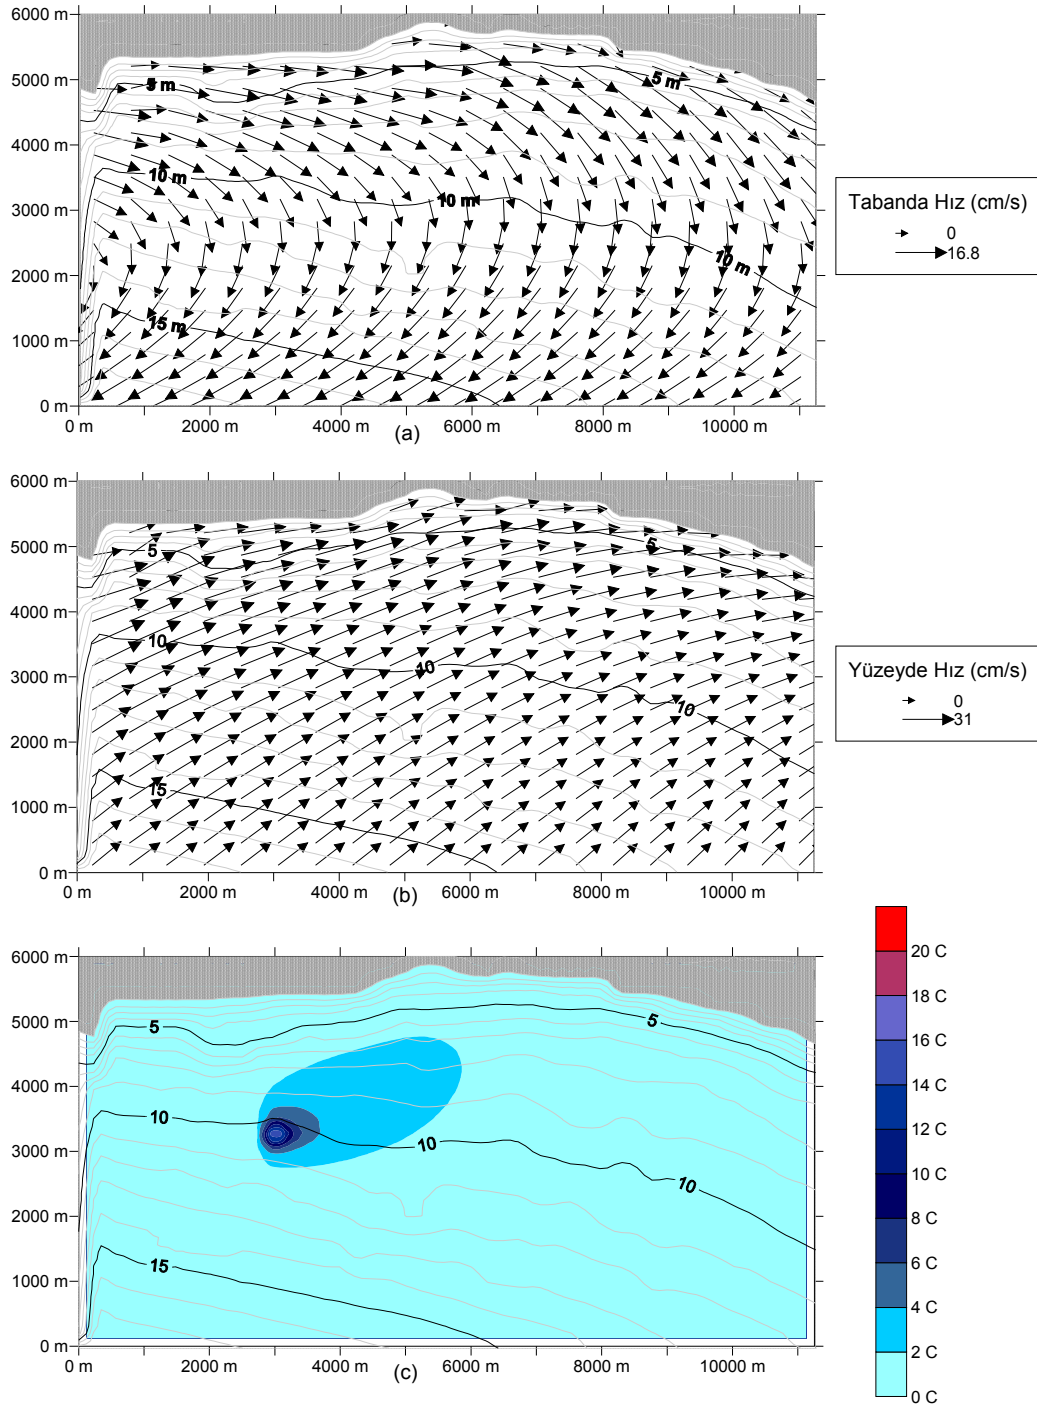 6000 m
5000 m
4000 m
3000 m
2000 m
1000 m
0 m
5 m
5 m
10 m
10 m
10 m
15 m
0 m
2000 m
4000 m
6000 m
8000 m
10000 m
(a)
Tabanda Hız (cm/s)
0
16.8
6000 m
5000 m
4000 m
3000 m
2000 m
1000 m
0 m
5
5
10
10
10
15
0 m
2000 m
4000 m
6000 m
8000 m
10000 m
(b)
Yüzeyde Hız (cm/s)
0
31
6000 m
5000 m
4000 m
3000 m
2000 m
1000 m
0 m
5
5
10
10
10
15
0 m
2000 m
4000 m
6000 m
8000 m
10000 m
(c)
20 C
18 C
16 C
14 C
12 C
10 C
8 C
6 C
4 C
2 C
0 C